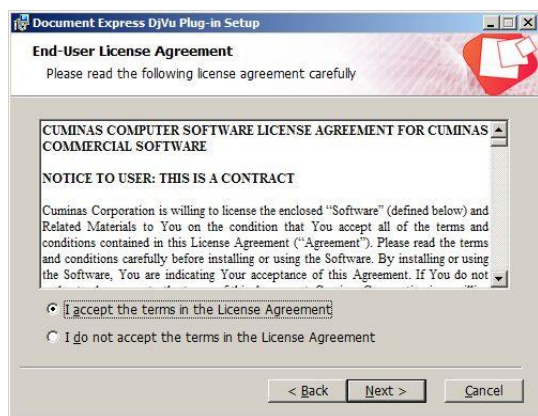 Document Express DjVu Plug-in Setup
End-User License Agreement
Please read the following license agreement carefully
CUMINAS COMPUTER SOFTWARE LICENSE AGREEMENT FOR CUMINAS
COMMERCIAL SOFTWARE
NOTICE TO USER: THIS IS A CONTRACT
Cuminas Corporation is willing to license the enclosed “Software” (defined below) and
Related Materials to You on the condition that You accept all of the terms and
conditions contained in this License Agreement (“Agreement”). Please read the terms
and conditions carefully before installing or using the Software. By installing or using
the Software, You are indicating Your acceptance of this Agreement. If You do not
I accept the terms in the License Agreement
I do not accept the terms in the License Agreement
< Back Next > Cancel